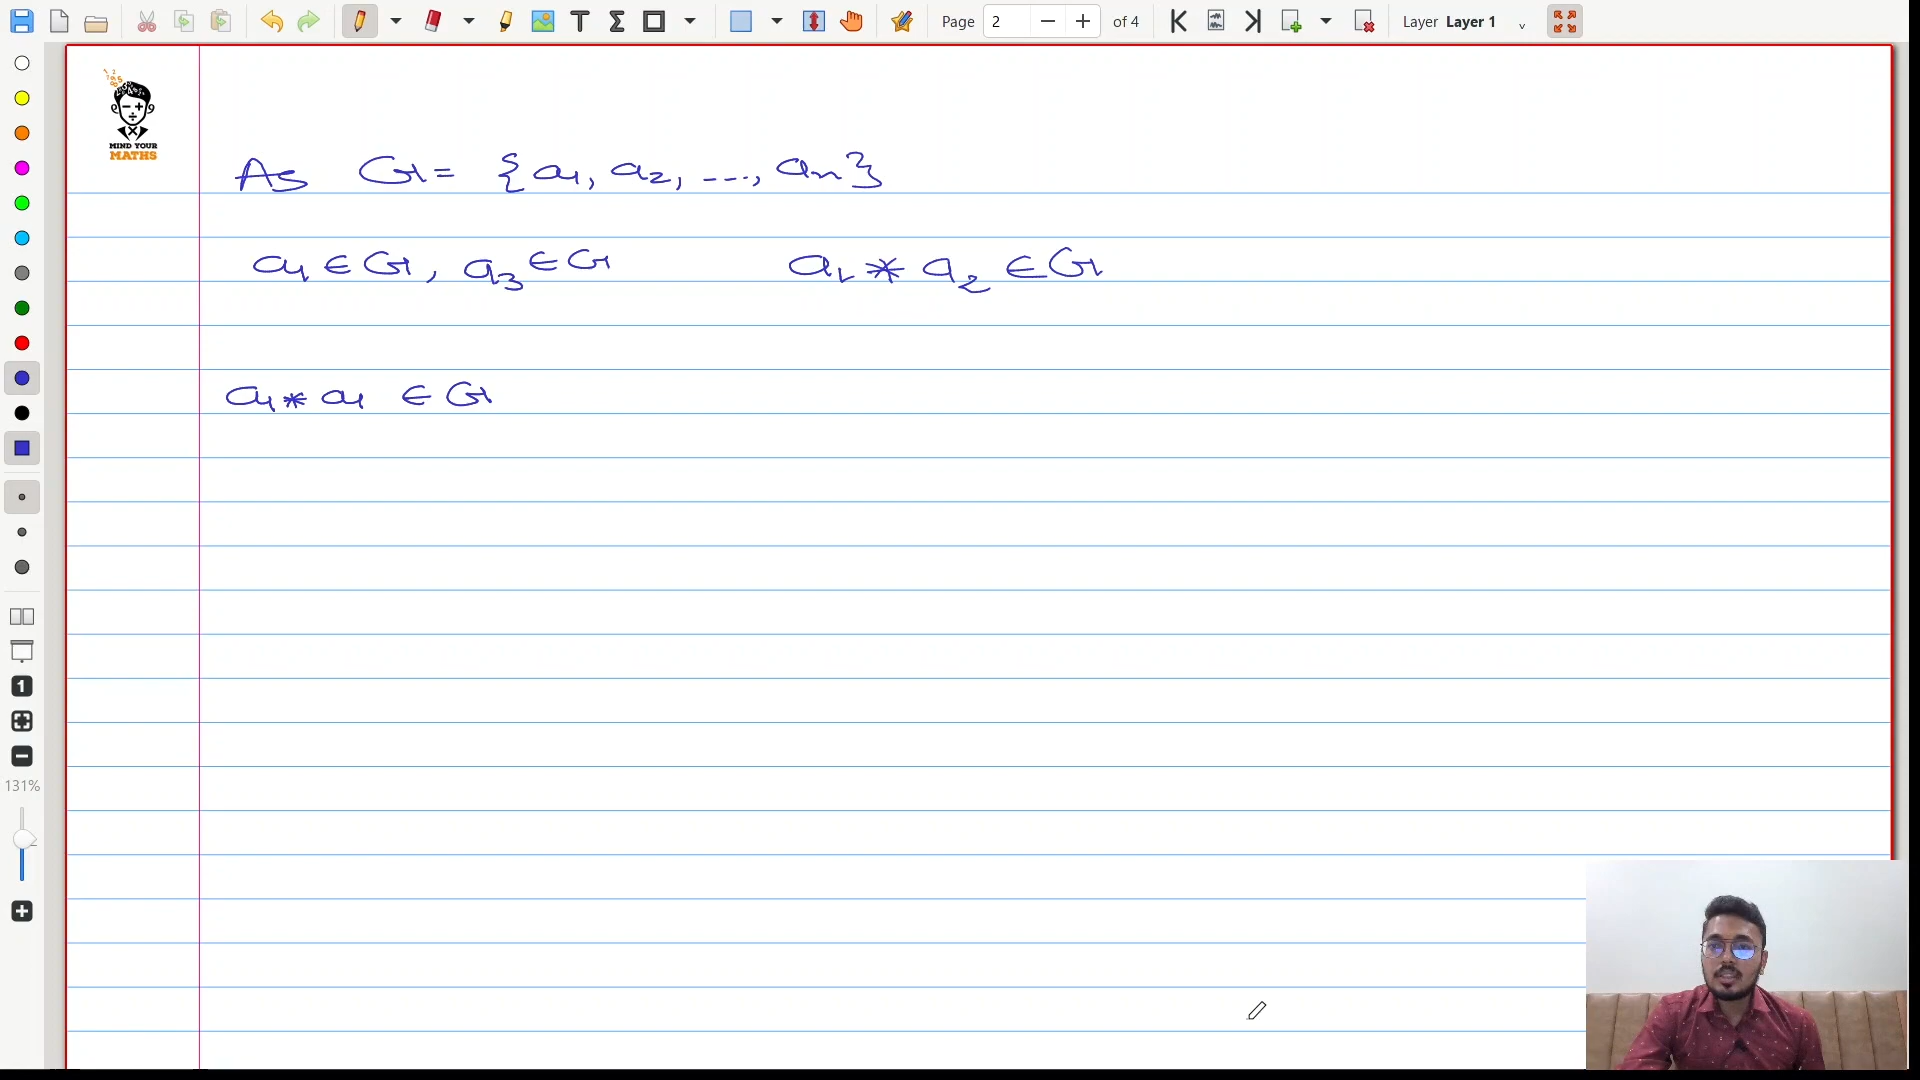 Page 2 of 4 Layer Layer 1
MIND YOUR
MATHS
As G = {a₁, a₂, ..., aₙ}
a₁ ∈ G, a₃ ∈ G a₁ * a₂ ∈ G
a₁ * a₁ ∈ G
131%